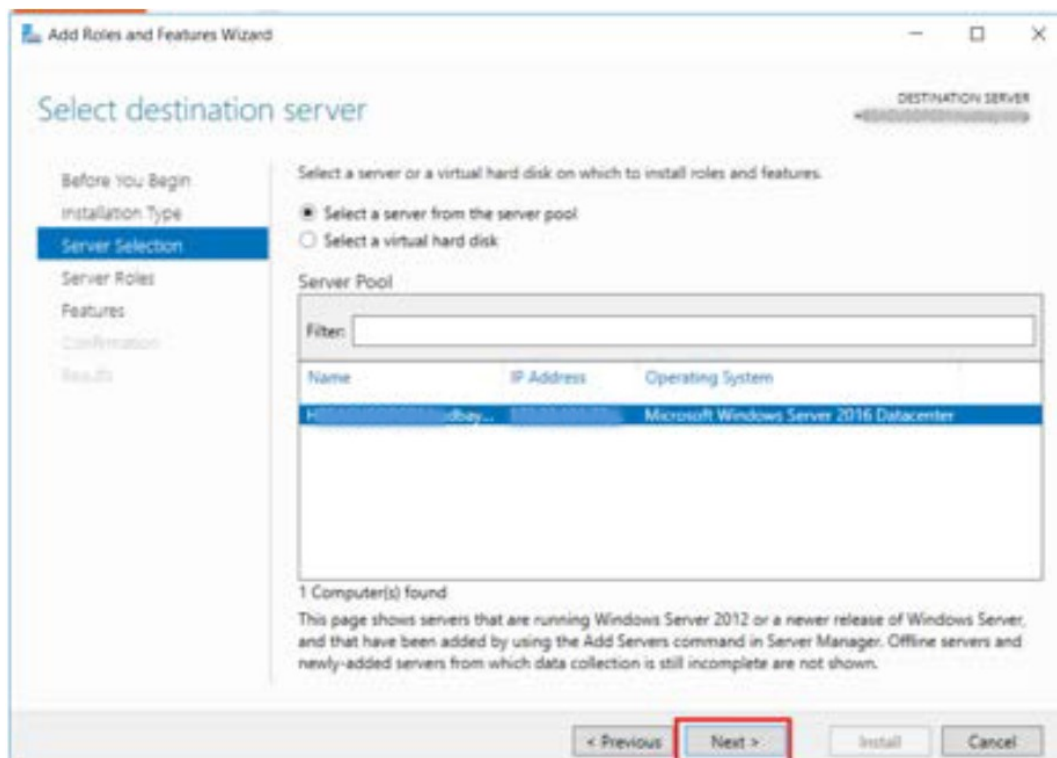 Add Roles and Features Wizard
Select destination server
DESTINATION SERVER
Before You Begin
Installation Type
Server Selection
Server Roles
Features
Confirmation
Results
Select a server or a virtual hard disk on which to install roles and features.
Select a server from the server pool
Select a virtual hard disk
Server Pool
Filter:
Name IP Address Operating System
Microsoft Windows Server 2016 Datacenter
1 Computer(s) found
This page shows servers that are running Windows Server 2012 or a newer release of Windows Server,
and that have been added by using the Add Servers command in Server Manager. Offline servers and
newly-added servers from which data collection is still incomplete are not shown.
< Previous Next > Install Cancel